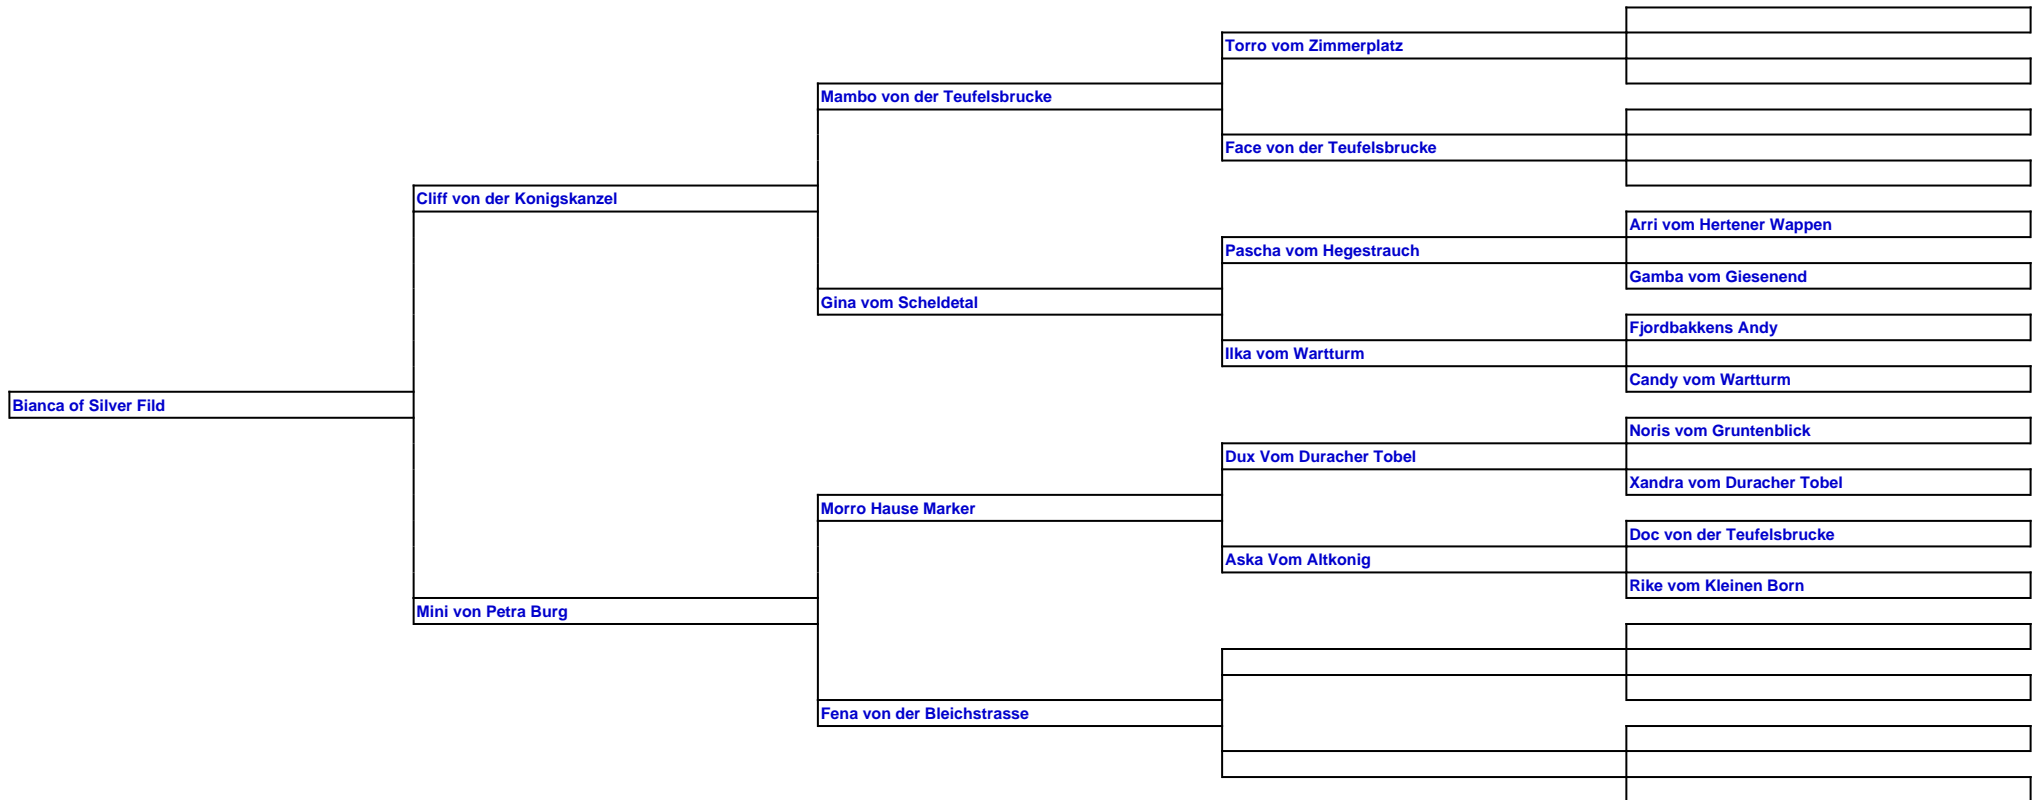 Torro vom Zimmerplatz
Mambo von der Teufelsbrucke
Face von der Teufelsbrucke
Cliff von der Konigskanzel
Arri vom Hertener Wappen
Pascha vom Hegestrauch
Gamba vom Giesenend
Gina vom Scheldetal
Fjordbakkens Andy
Ilka vom Wartturm
Candy vom Wartturm
Bianca of Silver Fild
Noris vom Gruntenblick
Dux Vom Duracher Tobel
Xandra vom Duracher Tobel
Morro Hause Marker
Doc von der Teufelsbrucke
Aska Vom Altkonig
Rike vom Kleinen Born
Mini von Petra Burg
Fena von der Bleichstrasse